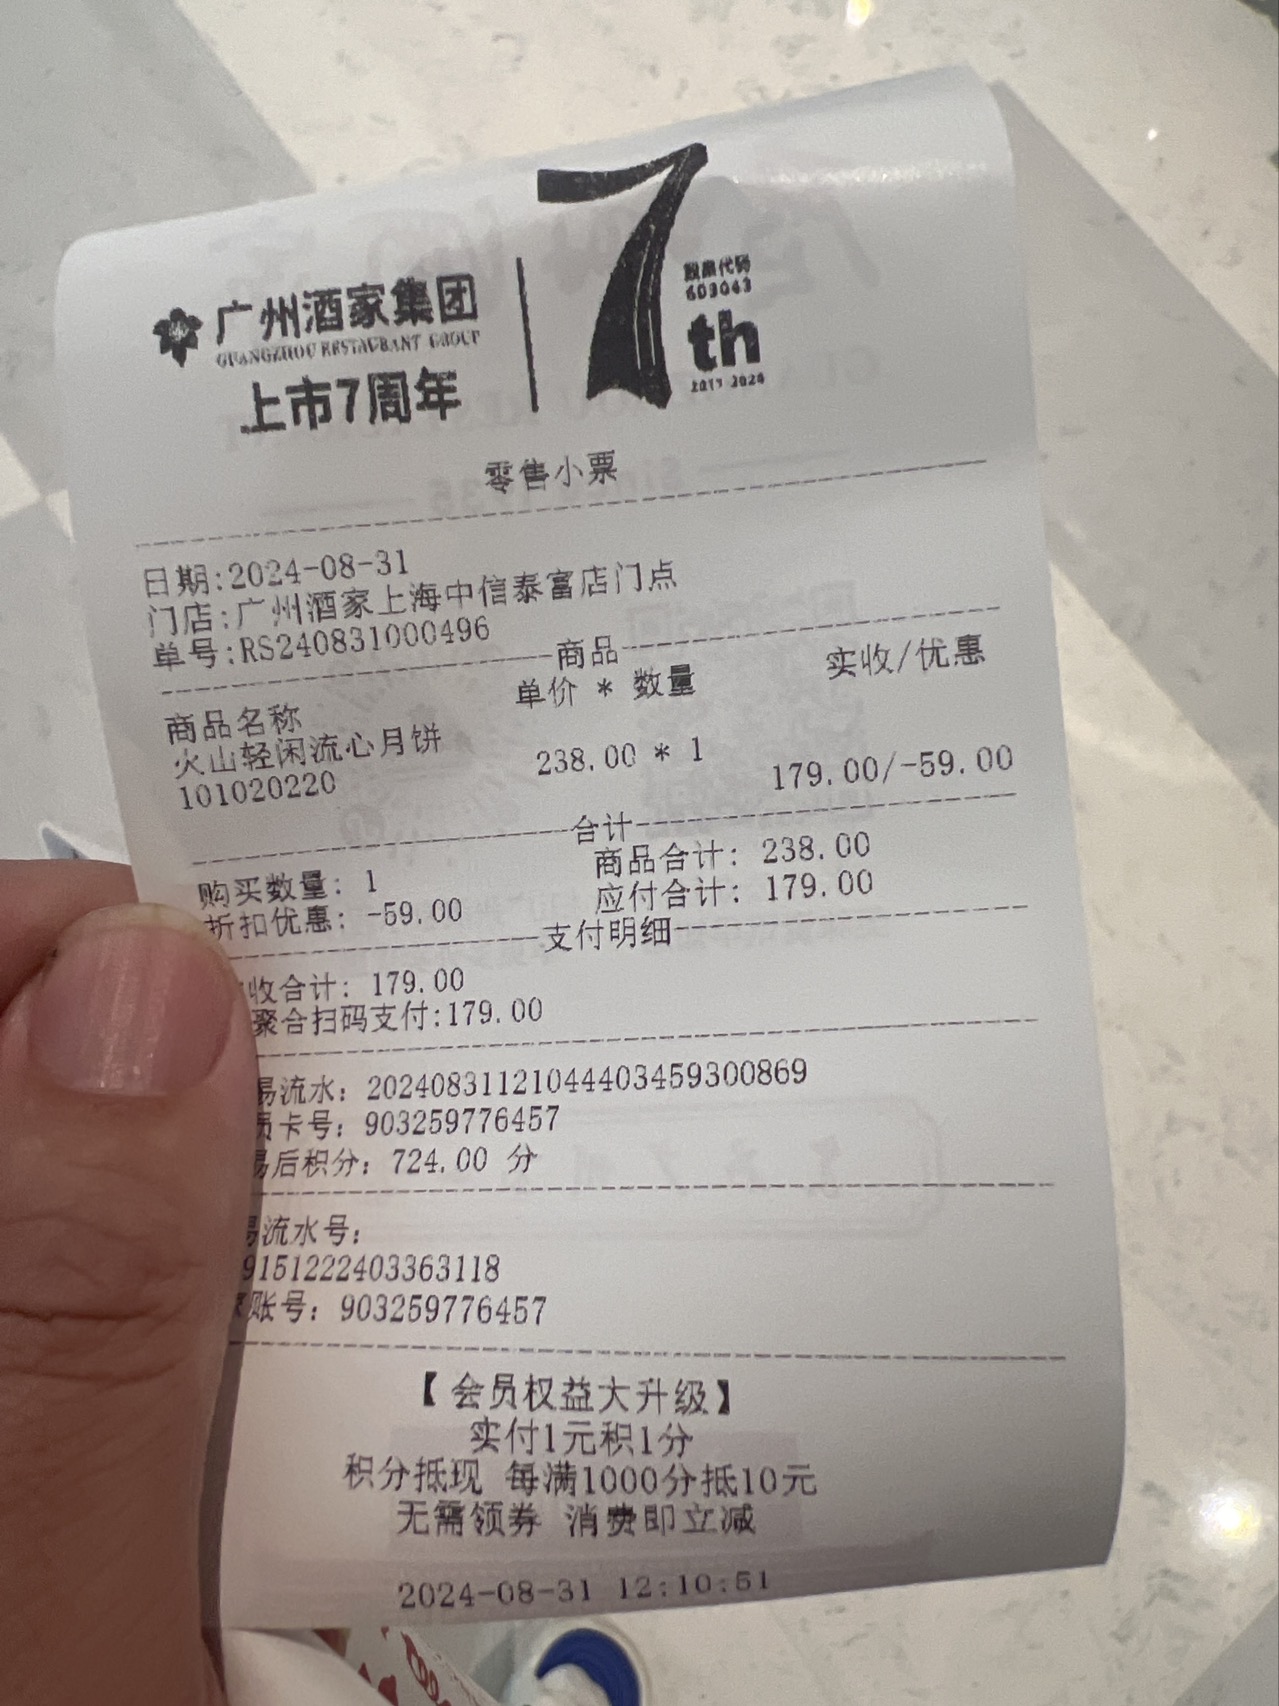 广州酒家集团
GUANGZHOU RESTAURANT GROUP
上市7周年
7
股票代码
603043
th
2017-2024
零售小票
日期:2024-08-31
门店:广州酒家上海中信泰富店门点
单号:RS240831000496
商品
商品名称 单价 * 数量 实收/优惠
火山轻闲流心月饼 238.00 * 1 179.00/-59.00
101020220
合计
购买数量: 1 商品合计: 238.00
折扣优惠: -59.00 应付合计: 179.00
支付明细
收合计: 179.00
聚合扫码支付:179.00
易流水: 20240831121044403459300869
员卡号: 903259776457
易后积分: 724.00 分
易流水号:
9151222403363118
账号: 903259776457
【会员权益大升级】
实付1元积1分
积分抵现 每满1000分抵10元
无需领券 消费即立减
2024-08-31 12:10:51